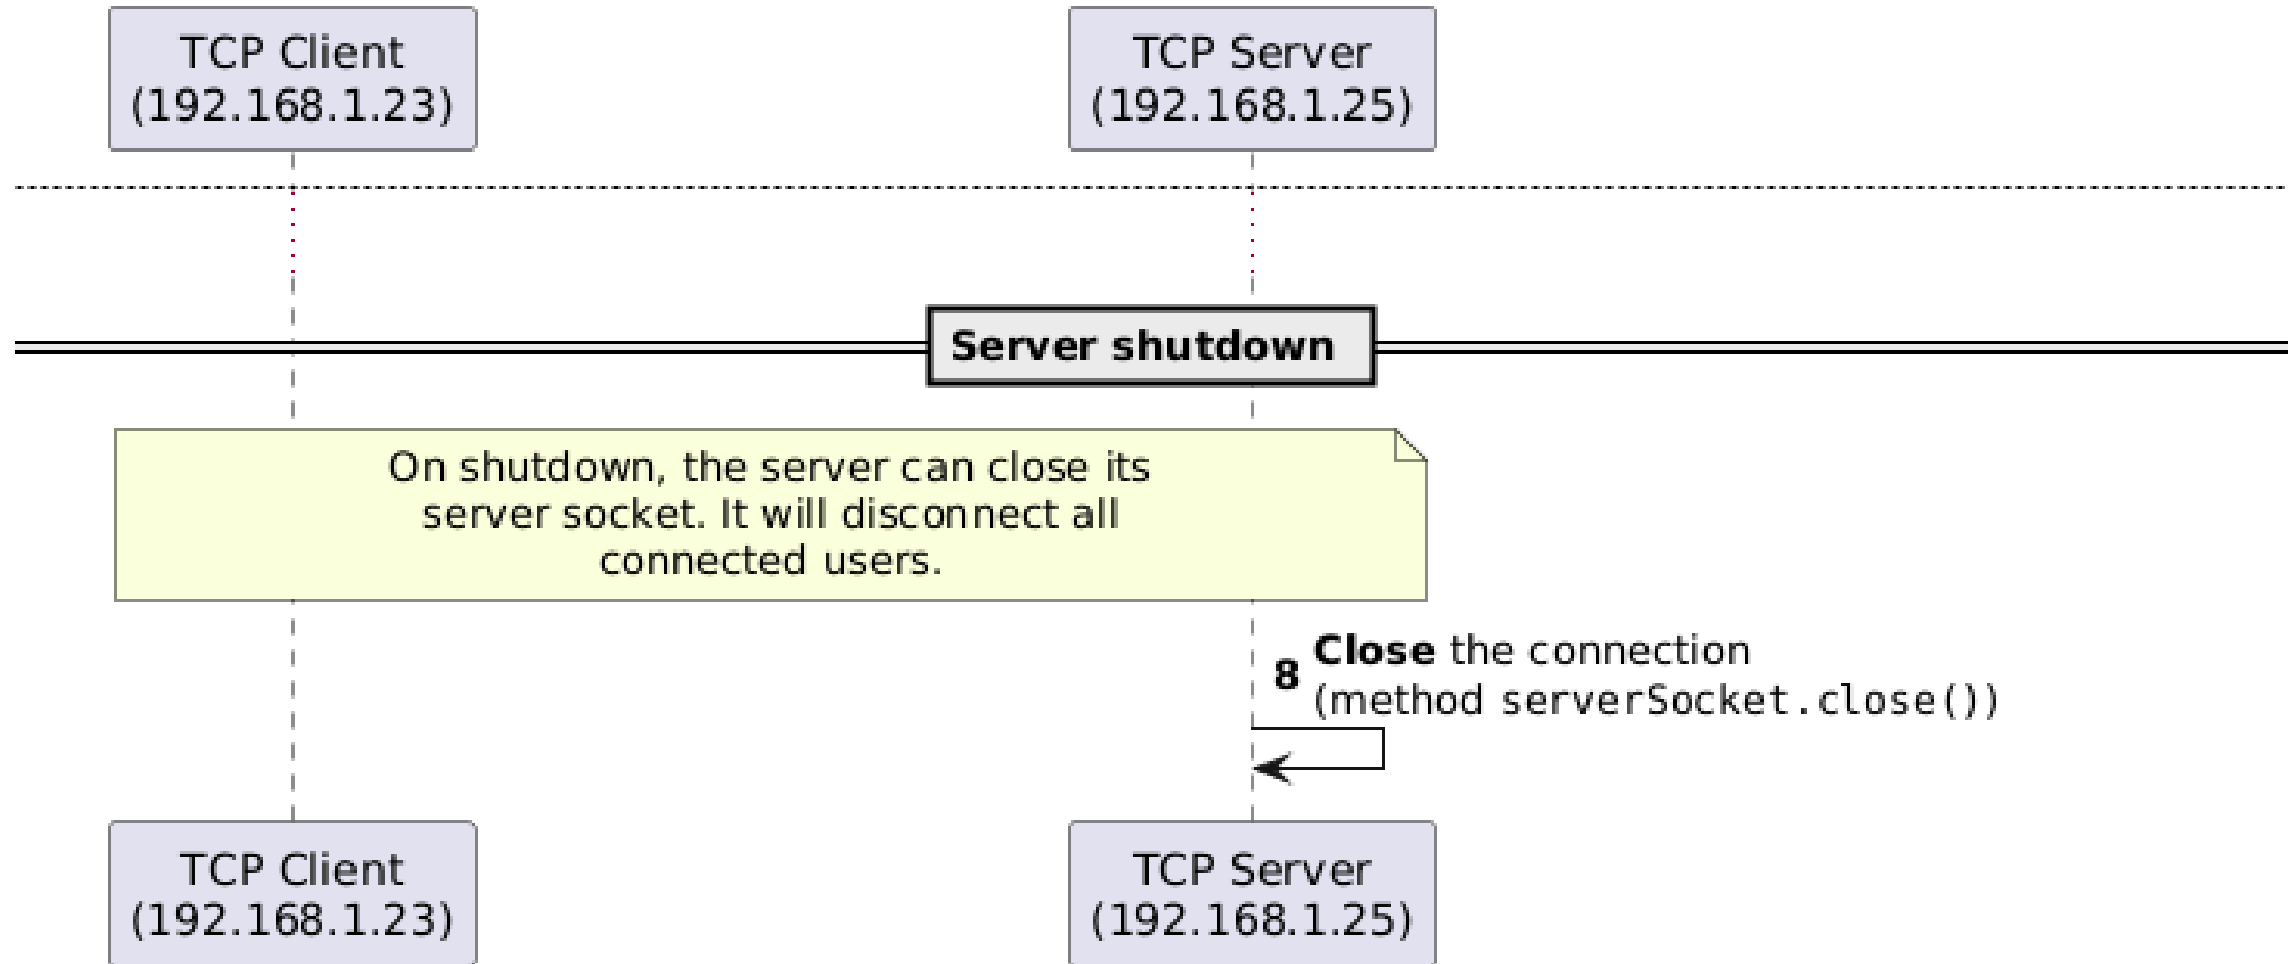 TCP Client
(192.168.1.23)
TCP Server
(192.168.1.25)
Server shutdown
On shutdown, the server can close its
server socket. It will disconnect all
connected users.
8
Close the connection
(method serverSocket.close())
TCP Client
(192.168.1.23)
TCP Server
(192.168.1.25)